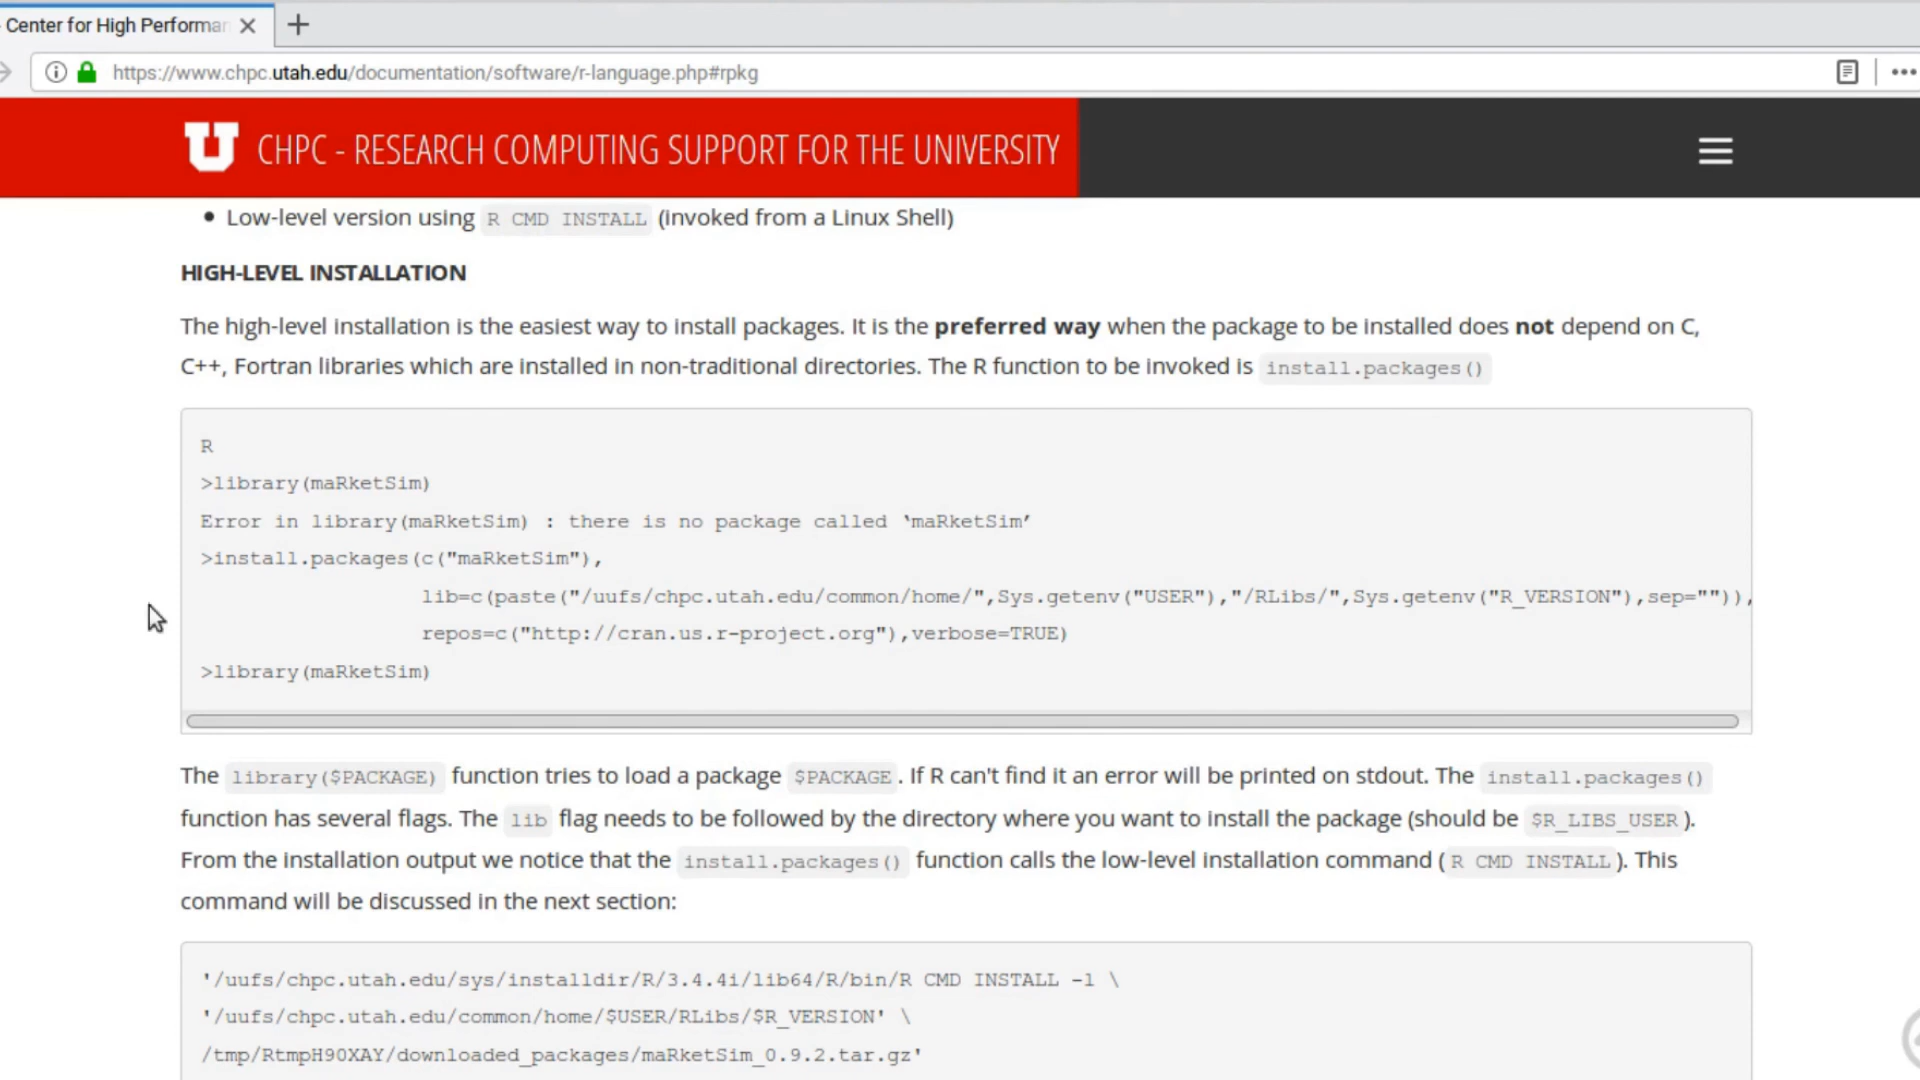 Center for High Performa
https://www.chpc.utah.edu/documentation/software/r-language.php#rpkg
U CHPC - RESEARCH COMPUTING SUPPORT FOR THE UNIVERSITY
• Low-level version using R CMD INSTALL (invoked from a Linux Shell)
HIGH-LEVEL INSTALLATION
The high-level installation is the easiest way to install packages. It is the preferred way when the package to be installed does not depend on C,
C++, Fortran libraries which are installed in non-traditional directories. The R function to be invoked is install.packages()
R
>library(maRketSim)
Error in library(maRketSim) : there is no package called ‘maRketSim’
>install.packages(c("maRketSim"),
lib=c(paste("/uufs/chpc.utah.edu/common/home/",Sys.getenv("USER"),"/RLibs/",Sys.getenv("R_VERSION"),sep="")),
repos=c("http://cran.us.r-project.org"),verbose=TRUE)
>library(maRketSim)
The library($PACKAGE) function tries to load a package $PACKAGE. If R can't find it an error will be printed on stdout. The install.packages()
function has several flags. The lib flag needs to be followed by the directory where you want to install the package (should be $R_LIBS_USER).
From the installation output we notice that the install.packages() function calls the low-level installation command (R CMD INSTALL). This
command will be discussed in the next section:
'/uufs/chpc.utah.edu/sys/installdir/R/3.4.4i/lib64/R/bin/R CMD INSTALL -l \
'/uufs/chpc.utah.edu/common/home/$USER/RLibs/$R_VERSION' \
/tmp/RtmpH90XAY/downloaded_packages/maRketSim_0.9.2.tar.gz'